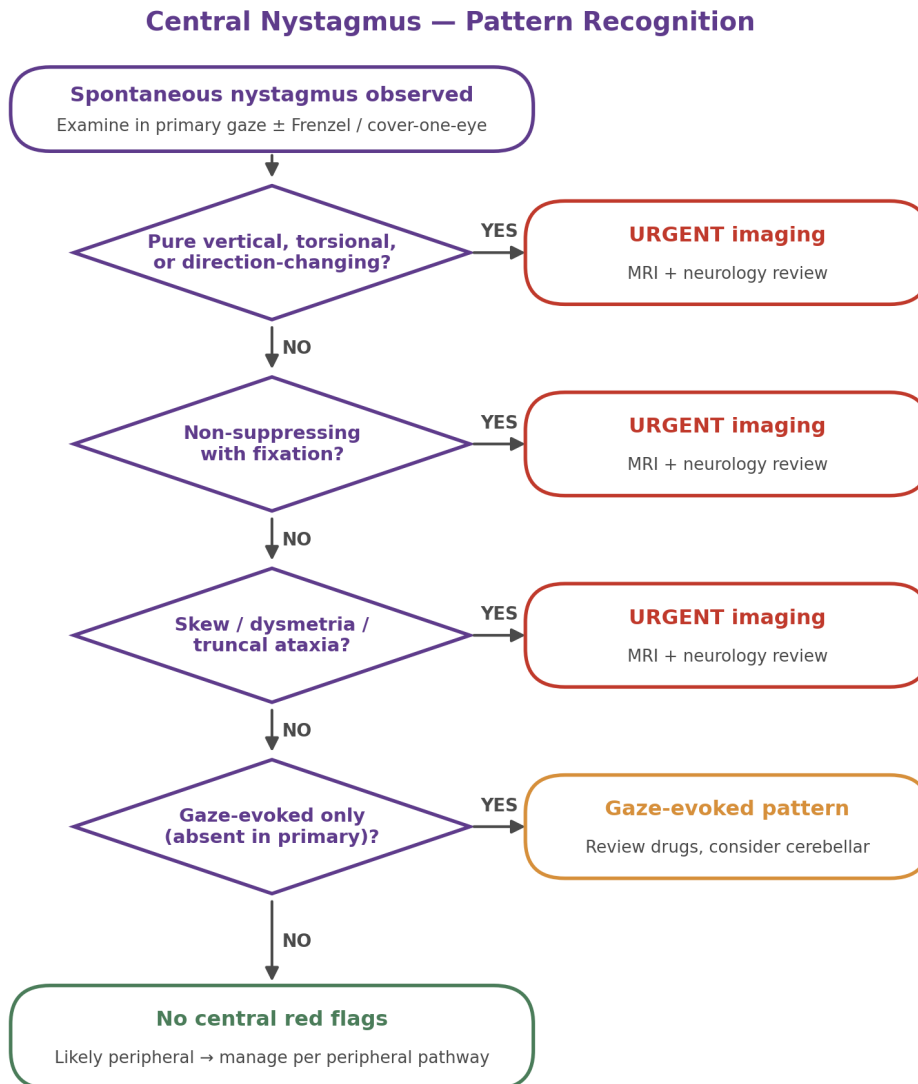 Central Nystagmus — Pattern Recognition
Spontaneous nystagmus observed
Examine in primary gaze ± Frenzel / cover-one-eye
Pure vertical, torsional,
or direction-changing?
YES
URGENT imaging
MRI + neurology review
NO
Non-suppressing
with fixation?
YES
URGENT imaging
MRI + neurology review
NO
Skew / dysmetria /
truncal ataxia?
YES
URGENT imaging
MRI + neurology review
NO
Gaze-evoked only
(absent in primary)?
YES
Gaze-evoked pattern
Review drugs, consider cerebellar
NO
No central red flags
Likely peripheral → manage per peripheral pathway